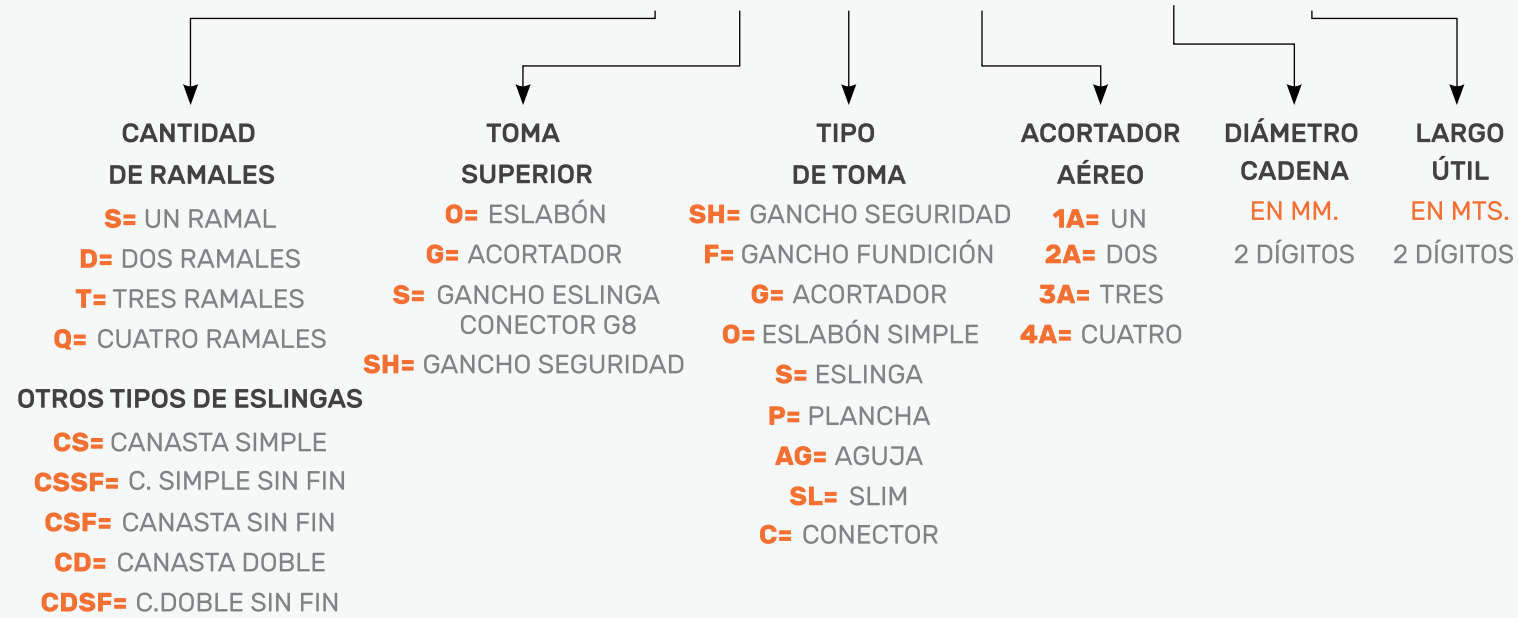 CANTIDAD
DE RAMALES
S= UN RAMAL
D= DOS RAMALES
T= TRES RAMALES
Q= CUATRO RAMALES
OTROS TIPOS DE ESLINGAS
CS= CANASTA SIMPLE
CSSF= C. SIMPLE SIN FIN
CSF= CANASTA SIN FIN
CD= CANASTA DOBLE
CDSF= C.DOBLE SIN FIN
TOMA
SUPERIOR
O= ESLABÓN
G= ACORTADOR
S= GANCHO ESLINGA
CONECTOR G8
SH= GANCHO SEGURIDAD
TIPO
DE TOMA
SH= GANCHO SEGURIDAD
F= GANCHO FUNDICIÓN
G= ACORTADOR
O= ESLABÓN SIMPLE
S= ESLINGA
P= PLANCHA
AG= AGUJA
SL= SLIM
C= CONECTOR
ACORTADOR
AÉREO
1A= UN
2A= DOS
3A= TRES
4A= CUATRO
DIÁMETRO
CADENA
EN MM.
2 DÍGITOS
LARGO
ÚTIL
EN MTS.
2 DÍGITOS